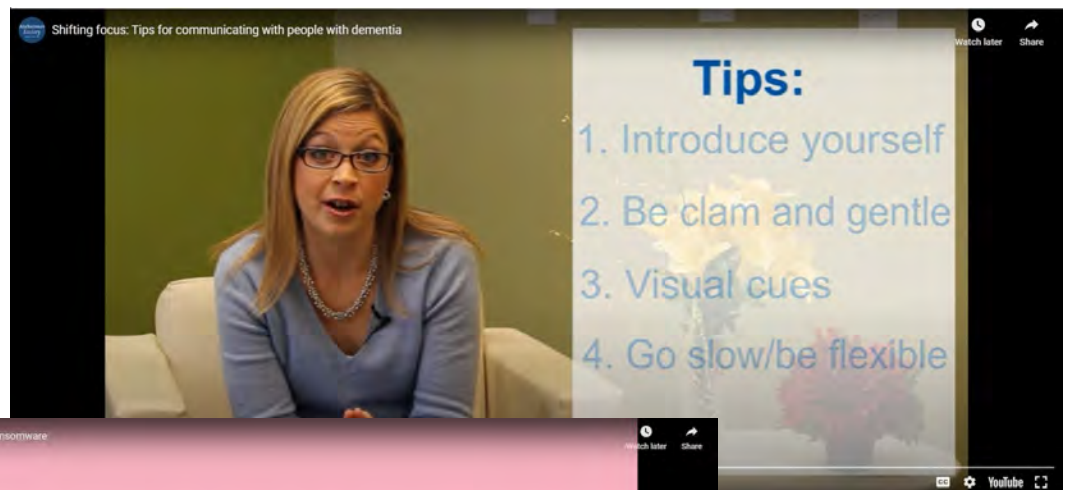 Shifting focus: Tips for communicating with people with dementia
Watch later
Share
Tips:
1. Introduce yourself
2. Be clam and gentle
3. Visual cues
4. Go slow/be flexible
nsomware
Watch later
Share
CC
YouTube